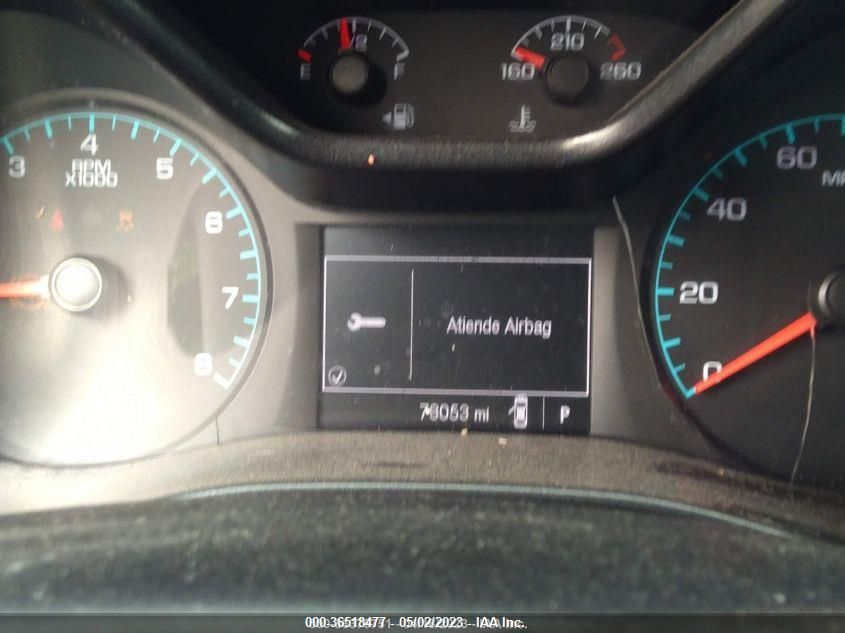 E 1/2 F
160 210 260
3 4 5 6 7 8
RPM
X1000
0 20 40 60
Atiende Airbag
78053 mi
P
000-36518477 - 05/02/2023 - IAA Inc.